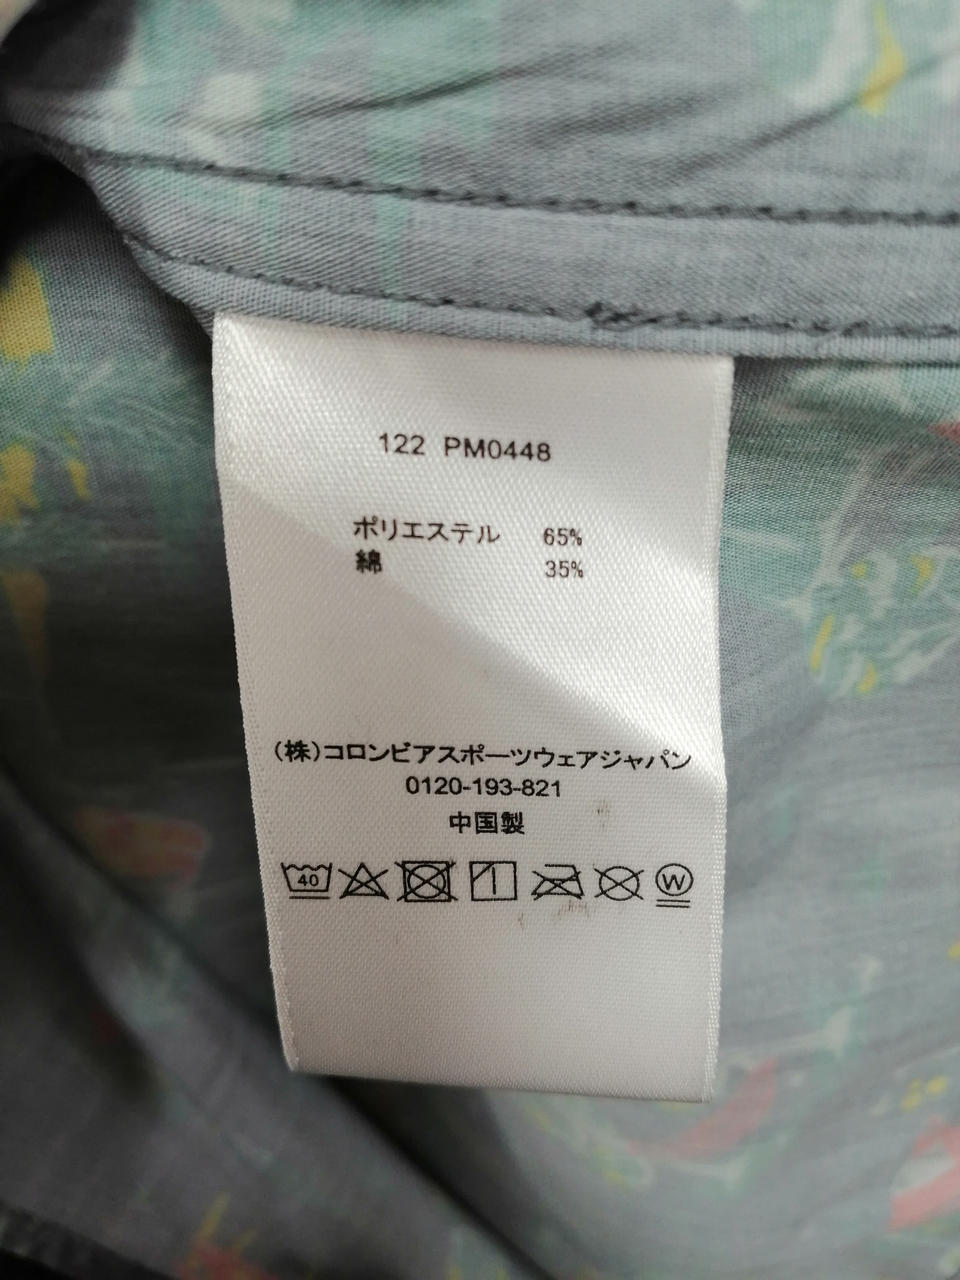 122 PM0448
ポリエステル 65%
綿 35%
(株)コロンビアスポーツウェアジャパン
0120-193-821
中国製
40 W